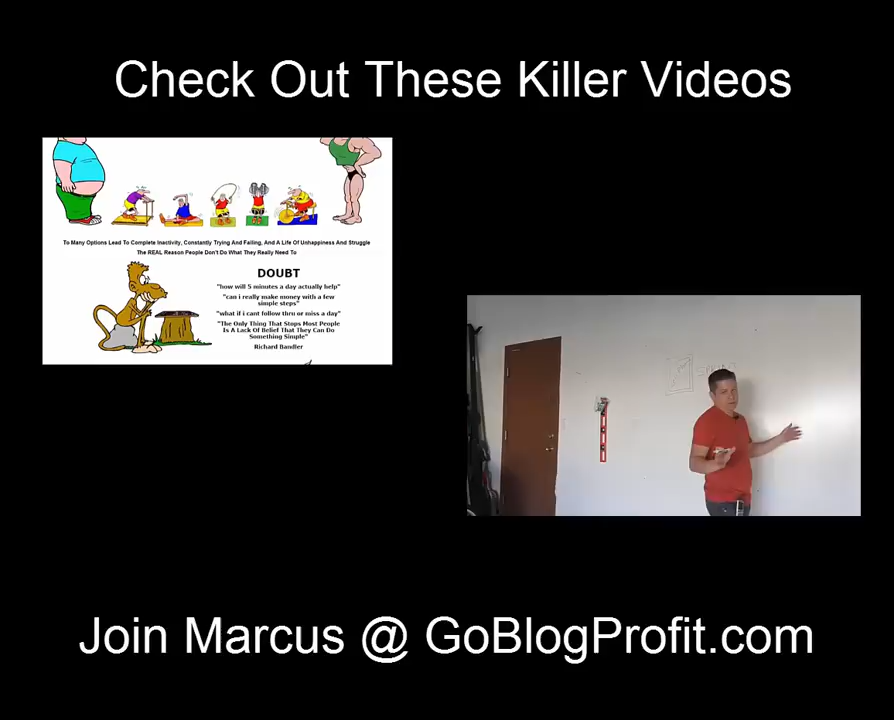 Check Out These Killer Videos
To Many Options Lead To Complete Inactivity, Constantly Trying And Failing, And A Life Of Unhappiness And Struggle
The REAL Reason People Don't Do What They Really Need To
DOUBT
"how will 5 minutes a day actually help"
"can i really make money with a few
simple steps"
"what if i cant follow thru or miss a day"
"The Only Thing That Stops Most People
Is A Lack Of Belief That They Can Do
Something Simple"
Richard Bandler
Join Marcus @ GoBlogProfit.com